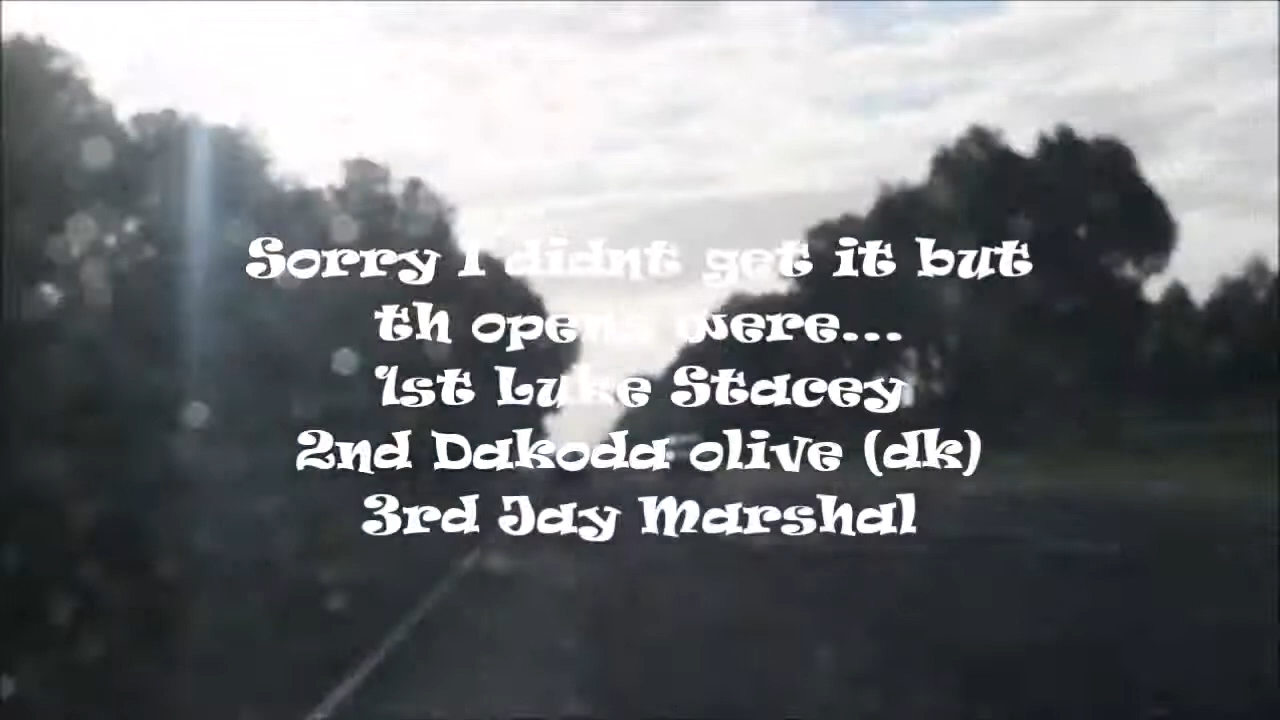 Sorry I didnt get it but
th opens were...
1st Luke Stacey
2nd Dakoda olive (dk)
3rd Jay Marshal